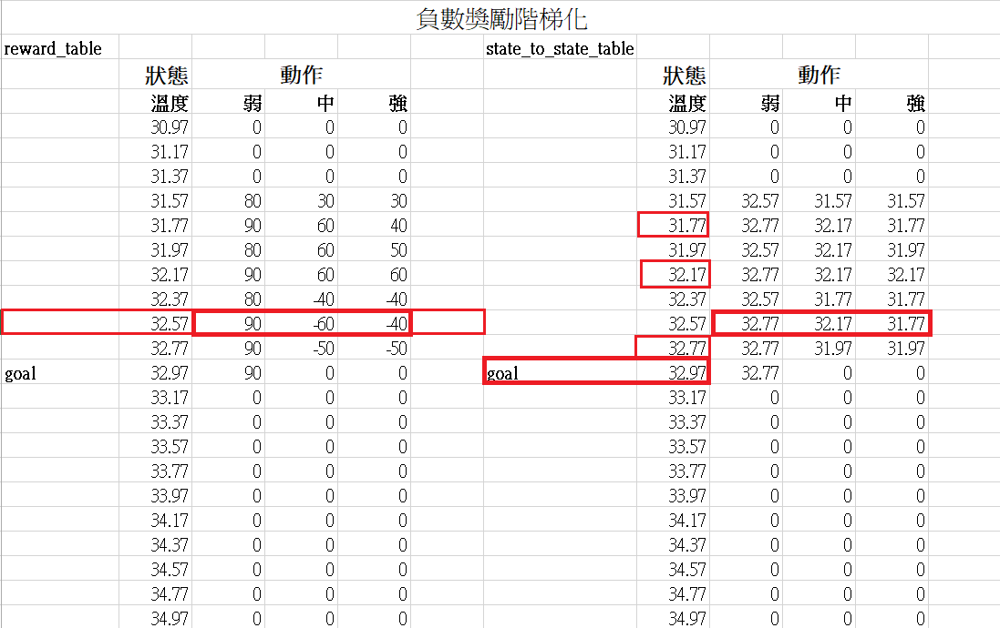 負數獎勵階梯化
reward_table state_to_state_table
狀態 動作 狀態 動作
溫度 弱 中 強 溫度 弱 中 強
30.97 0 0 0 30.97 0 0 0
31.17 0 0 0 31.17 0 0 0
31.37 0 0 0 31.37 0 0 0
31.57 80 30 30 31.57 32.57 31.57 31.57
31.77 90 60 40 31.77 32.77 32.17 31.77
31.97 80 60 50 31.97 32.57 32.17 31.97
32.17 90 60 60 32.17 32.77 32.17 32.17
32.37 80 -40 -40 32.37 32.57 31.77 31.77
32.57 90 -60 -40 32.57 32.77 32.17 31.77
32.77 90 -50 -50 32.77 32.77 31.97 31.97
goal 32.97 90 0 0 goal 32.97 32.77 0 0
33.17 0 0 0 33.17 0 0 0
33.37 0 0 0 33.37 0 0 0
33.57 0 0 0 33.57 0 0 0
33.77 0 0 0 33.77 0 0 0
33.97 0 0 0 33.97 0 0 0
34.17 0 0 0 34.17 0 0 0
34.37 0 0 0 34.37 0 0 0
34.57 0 0 0 34.57 0 0 0
34.77 0 0 0 34.77 0 0 0
34.97 0 0 0 34.97 0 0 0